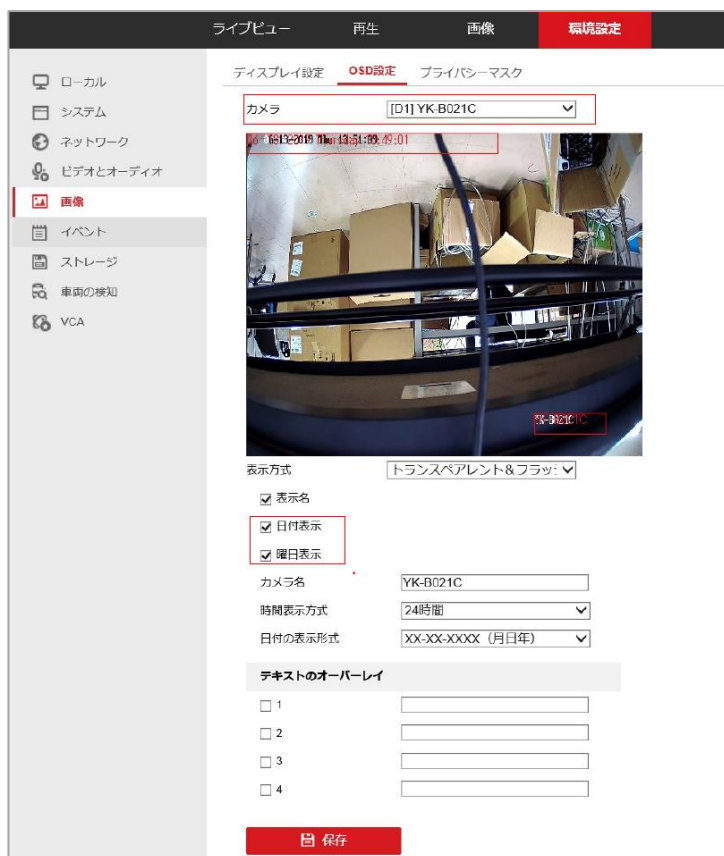 ライブビュー 再生 画像 環境設定
ローカル
システム
ネットワーク
ビデオとオーディオ
画像
イベント
ストレージ
車両の検知
VCA
ディスプレイ設定 OSD設定 プライバシーマスク
カメラ [D1] YK-B021C
YK-B021C
表示方式 トランスペアレント&フラッ
表示名
日付表示
曜日表示
カメラ名 YK-B021C
時間表示方式 24時間
日付の表示形式 XX-XX-XXXX（月日年）
テキストのオーバーレイ
1
2
3
4
保存